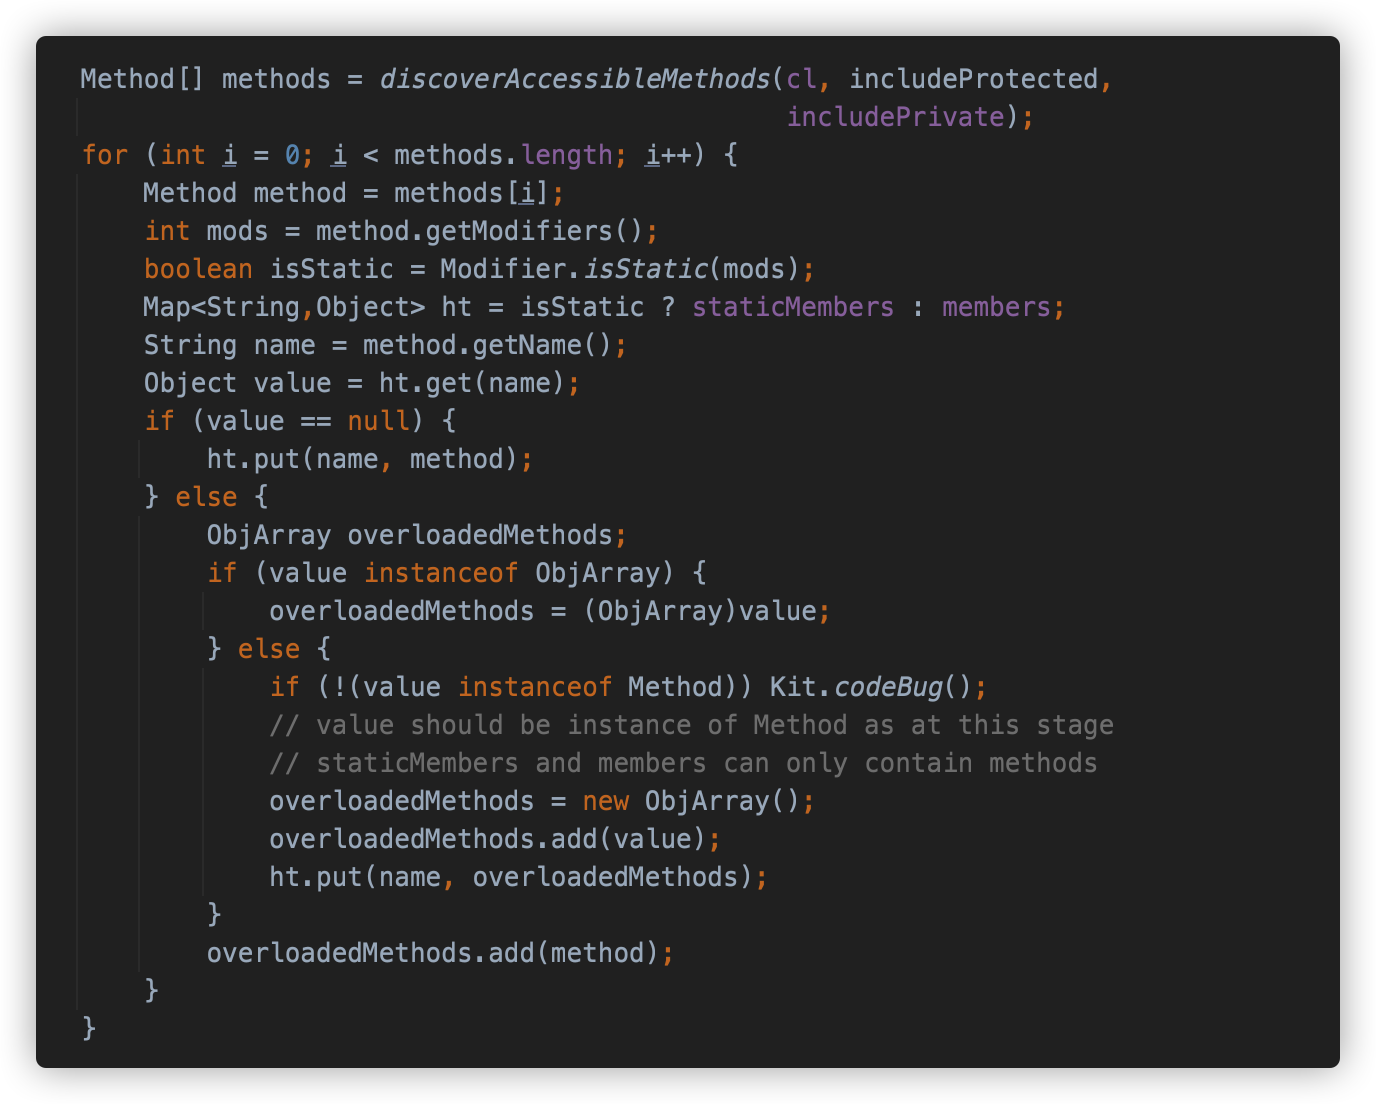 Method[] methods = discoverAccessibleMethods(cl, includeProtected,
                                             includePrivate);
for (int i = 0; i < methods.length; i++) {
    Method method = methods[i];
    int mods = method.getModifiers();
    boolean isStatic = Modifier.isStatic(mods);
    Map<String,Object> ht = isStatic ? staticMembers : members;
    String name = method.getName();
    Object value = ht.get(name);
    if (value == null) {
        ht.put(name, method);
    } else {
        ObjArray overloadedMethods;
        if (value instanceof ObjArray) {
            overloadedMethods = (ObjArray)value;
        } else {
            if (!(value instanceof Method)) Kit.codeBug();
            // value should be instance of Method as at this stage
            // staticMembers and members can only contain methods
            overloadedMethods = new ObjArray();
            overloadedMethods.add(value);
            ht.put(name, overloadedMethods);
        }
        overloadedMethods.add(method);
    }
}